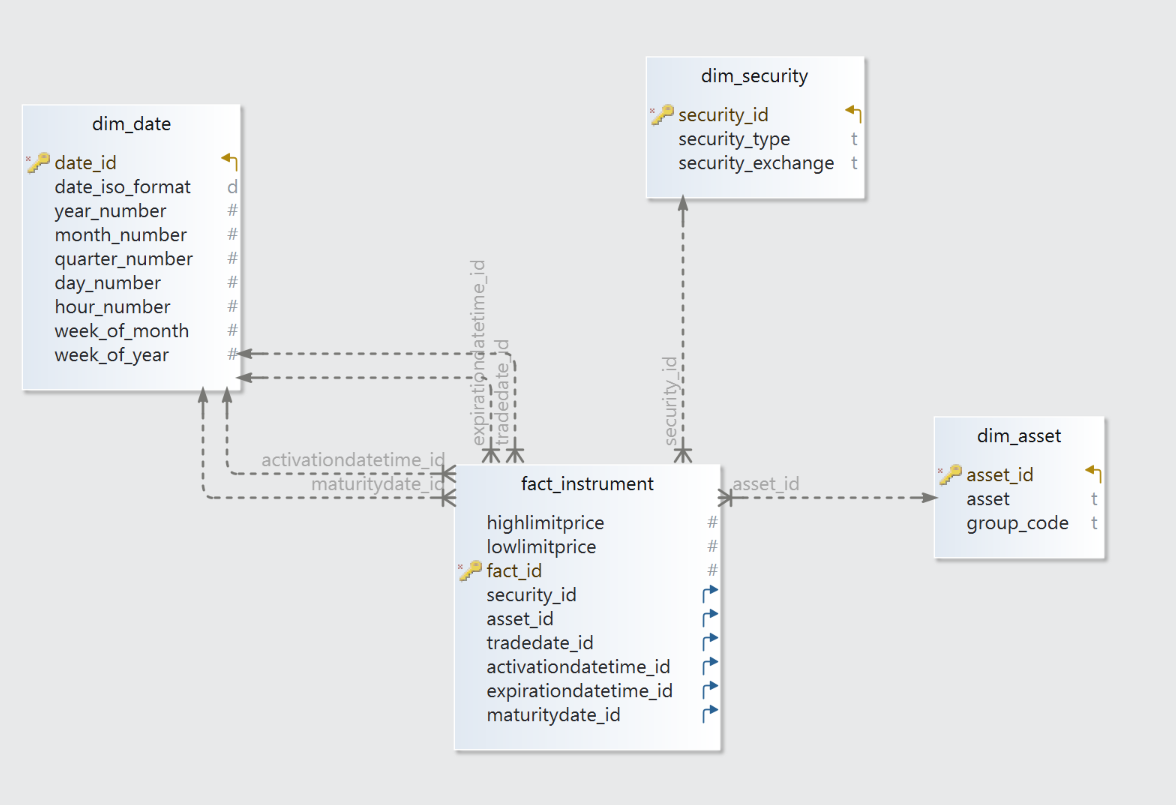 dim_security
security_id
security_type t
security_exchange t
dim_date
date_id
date_iso_format d
year_number #
month_number #
quarter_number #
day_number #
hour_number #
week_of_month #
week_of_year #
expirationdatetime_id
tradedate_id
security_id
activationdatetime_id
maturitydate_id
asset_id
fact_instrument
highlimitprice #
lowlimitprice #
fact_id #
security_id
asset_id
tradedate_id
activationdatetime_id
expirationdatetime_id
maturitydate_id
dim_asset
asset_id
asset t
group_code t